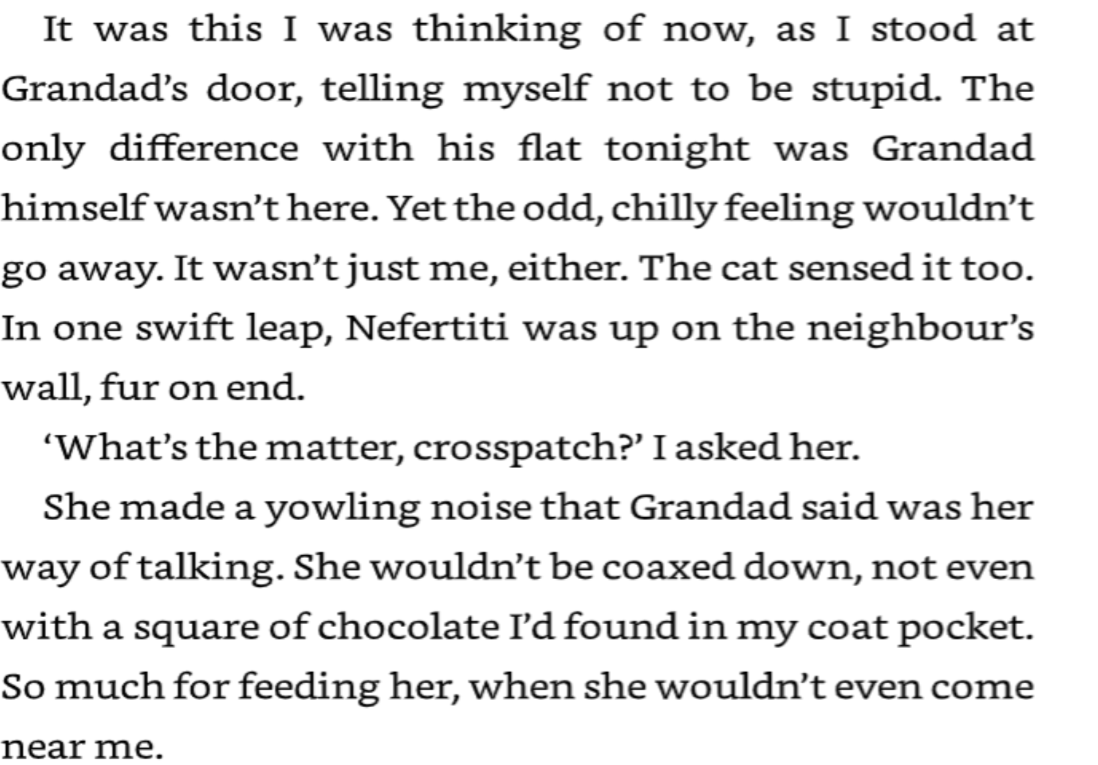 It was this I was thinking of now, as I stood at
Grandad’s door, telling myself not to be stupid. The
only difference with his flat tonight was Grandad
himself wasn’t here. Yet the odd, chilly feeling wouldn’t
go away. It wasn’t just me, either. The cat sensed it too.
In one swift leap, Nefertiti was up on the neighbour’s
wall, fur on end.
‘What’s the matter, crosspatch?’ I asked her.
She made a yowling noise that Grandad said was her
way of talking. She wouldn’t be coaxed down, not even
with a square of chocolate I’d found in my coat pocket.
So much for feeding her, when she wouldn’t even come
near me.